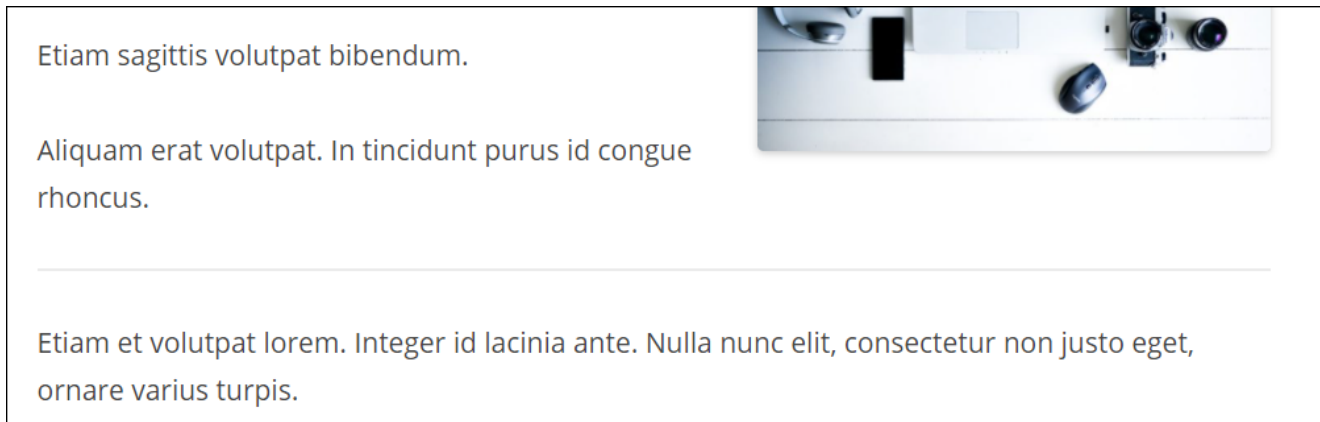 Etiam sagittis volutpat bibendum.
Aliquam erat volutpat. In tincidunt purus id congue
rhoncus.
Etiam et volutpat lorem. Integer id lacinia ante. Nulla nunc elit, consectetur non justo eget,
ornare varius turpis.